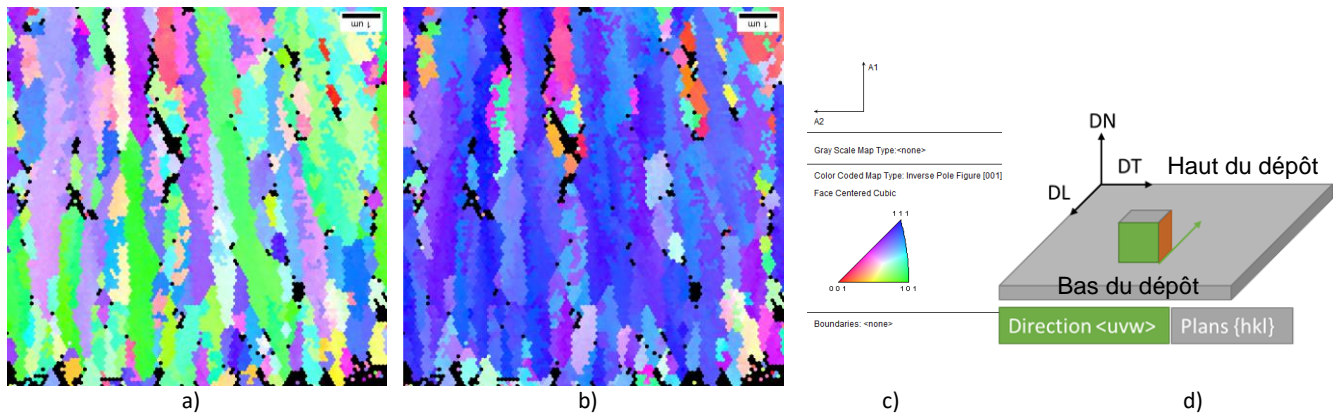 1 um
1 um
A1
A2
Gray Scale Map Type:<none>
Color Coded Map Type: Inverse Pole Figure [001]
Face Centered Cubic
1 1 1
0 0 1
1 0 1
Boundaries: <none>
DN
DT
DL
Haut du dépôt
Bas du dépôt
Direction <uvw>
Plans {hkl}
a)
b)
c)
d)